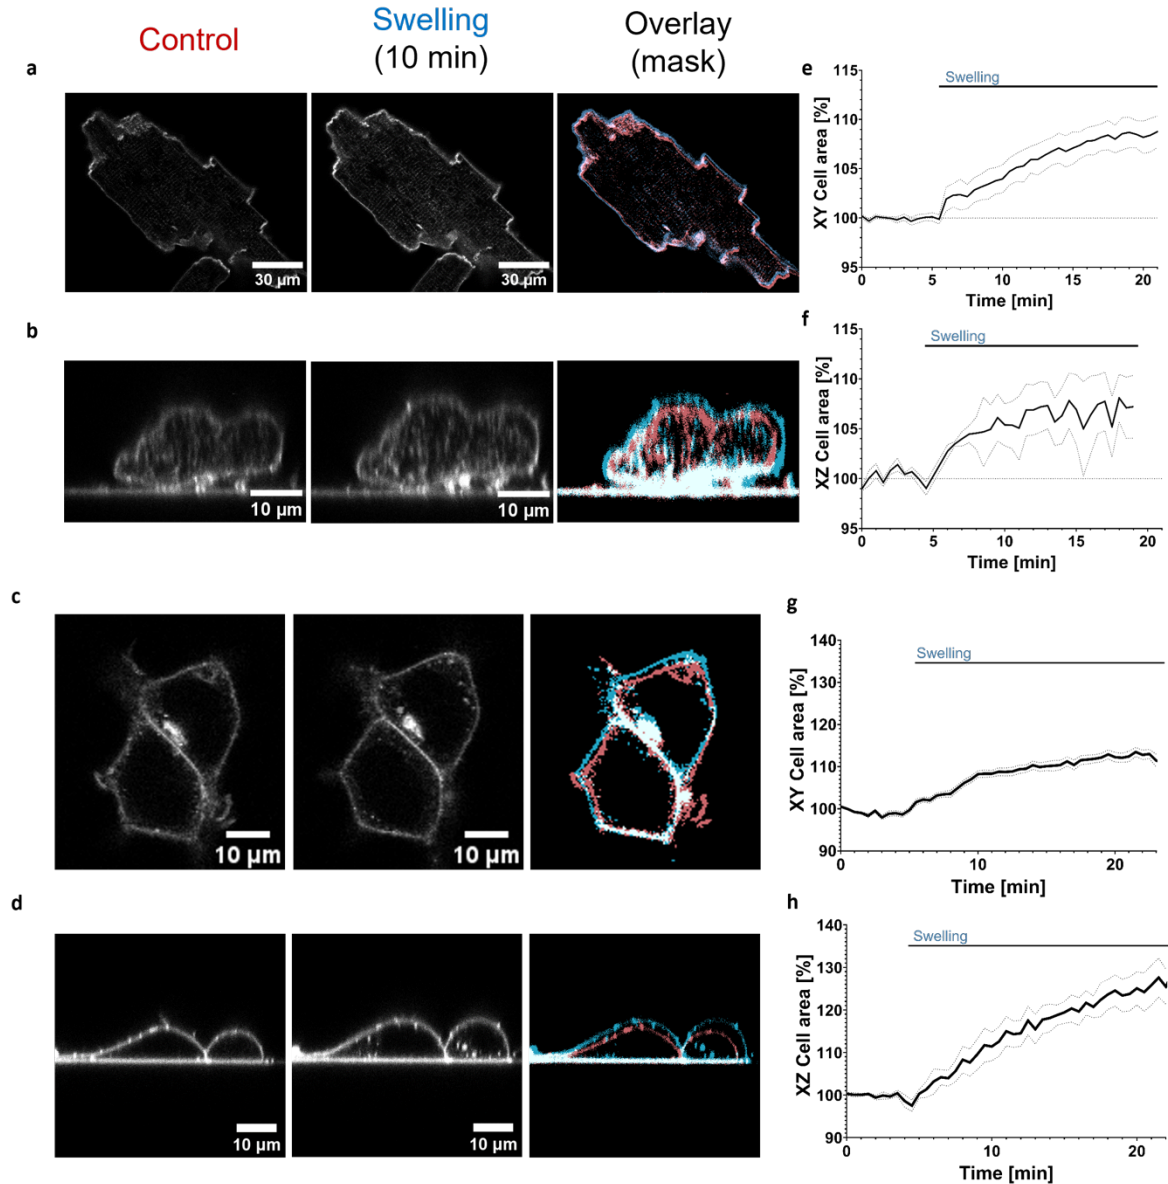 Control
Swelling
(10 min)
Overlay
(mask)
a
30 µm
30 µm
e
Swelling
XY Cell area [%]
115
110
105
100
95
0
5
10
15
20
Time [min]
b
10 µm
10 µm
f
Swelling
XZ Cell area [%]
115
110
105
100
95
0
5
10
15
20
Time [min]
c
10 µm
10 µm
g
Swelling
XY Cell area [%]
140
130
120
110
100
90
0
10
20
Time [min]
d
10 µm
10 µm
h
Swelling
XZ Cell area [%]
140
130
120
110
100
90
0
10
20
Time [min]